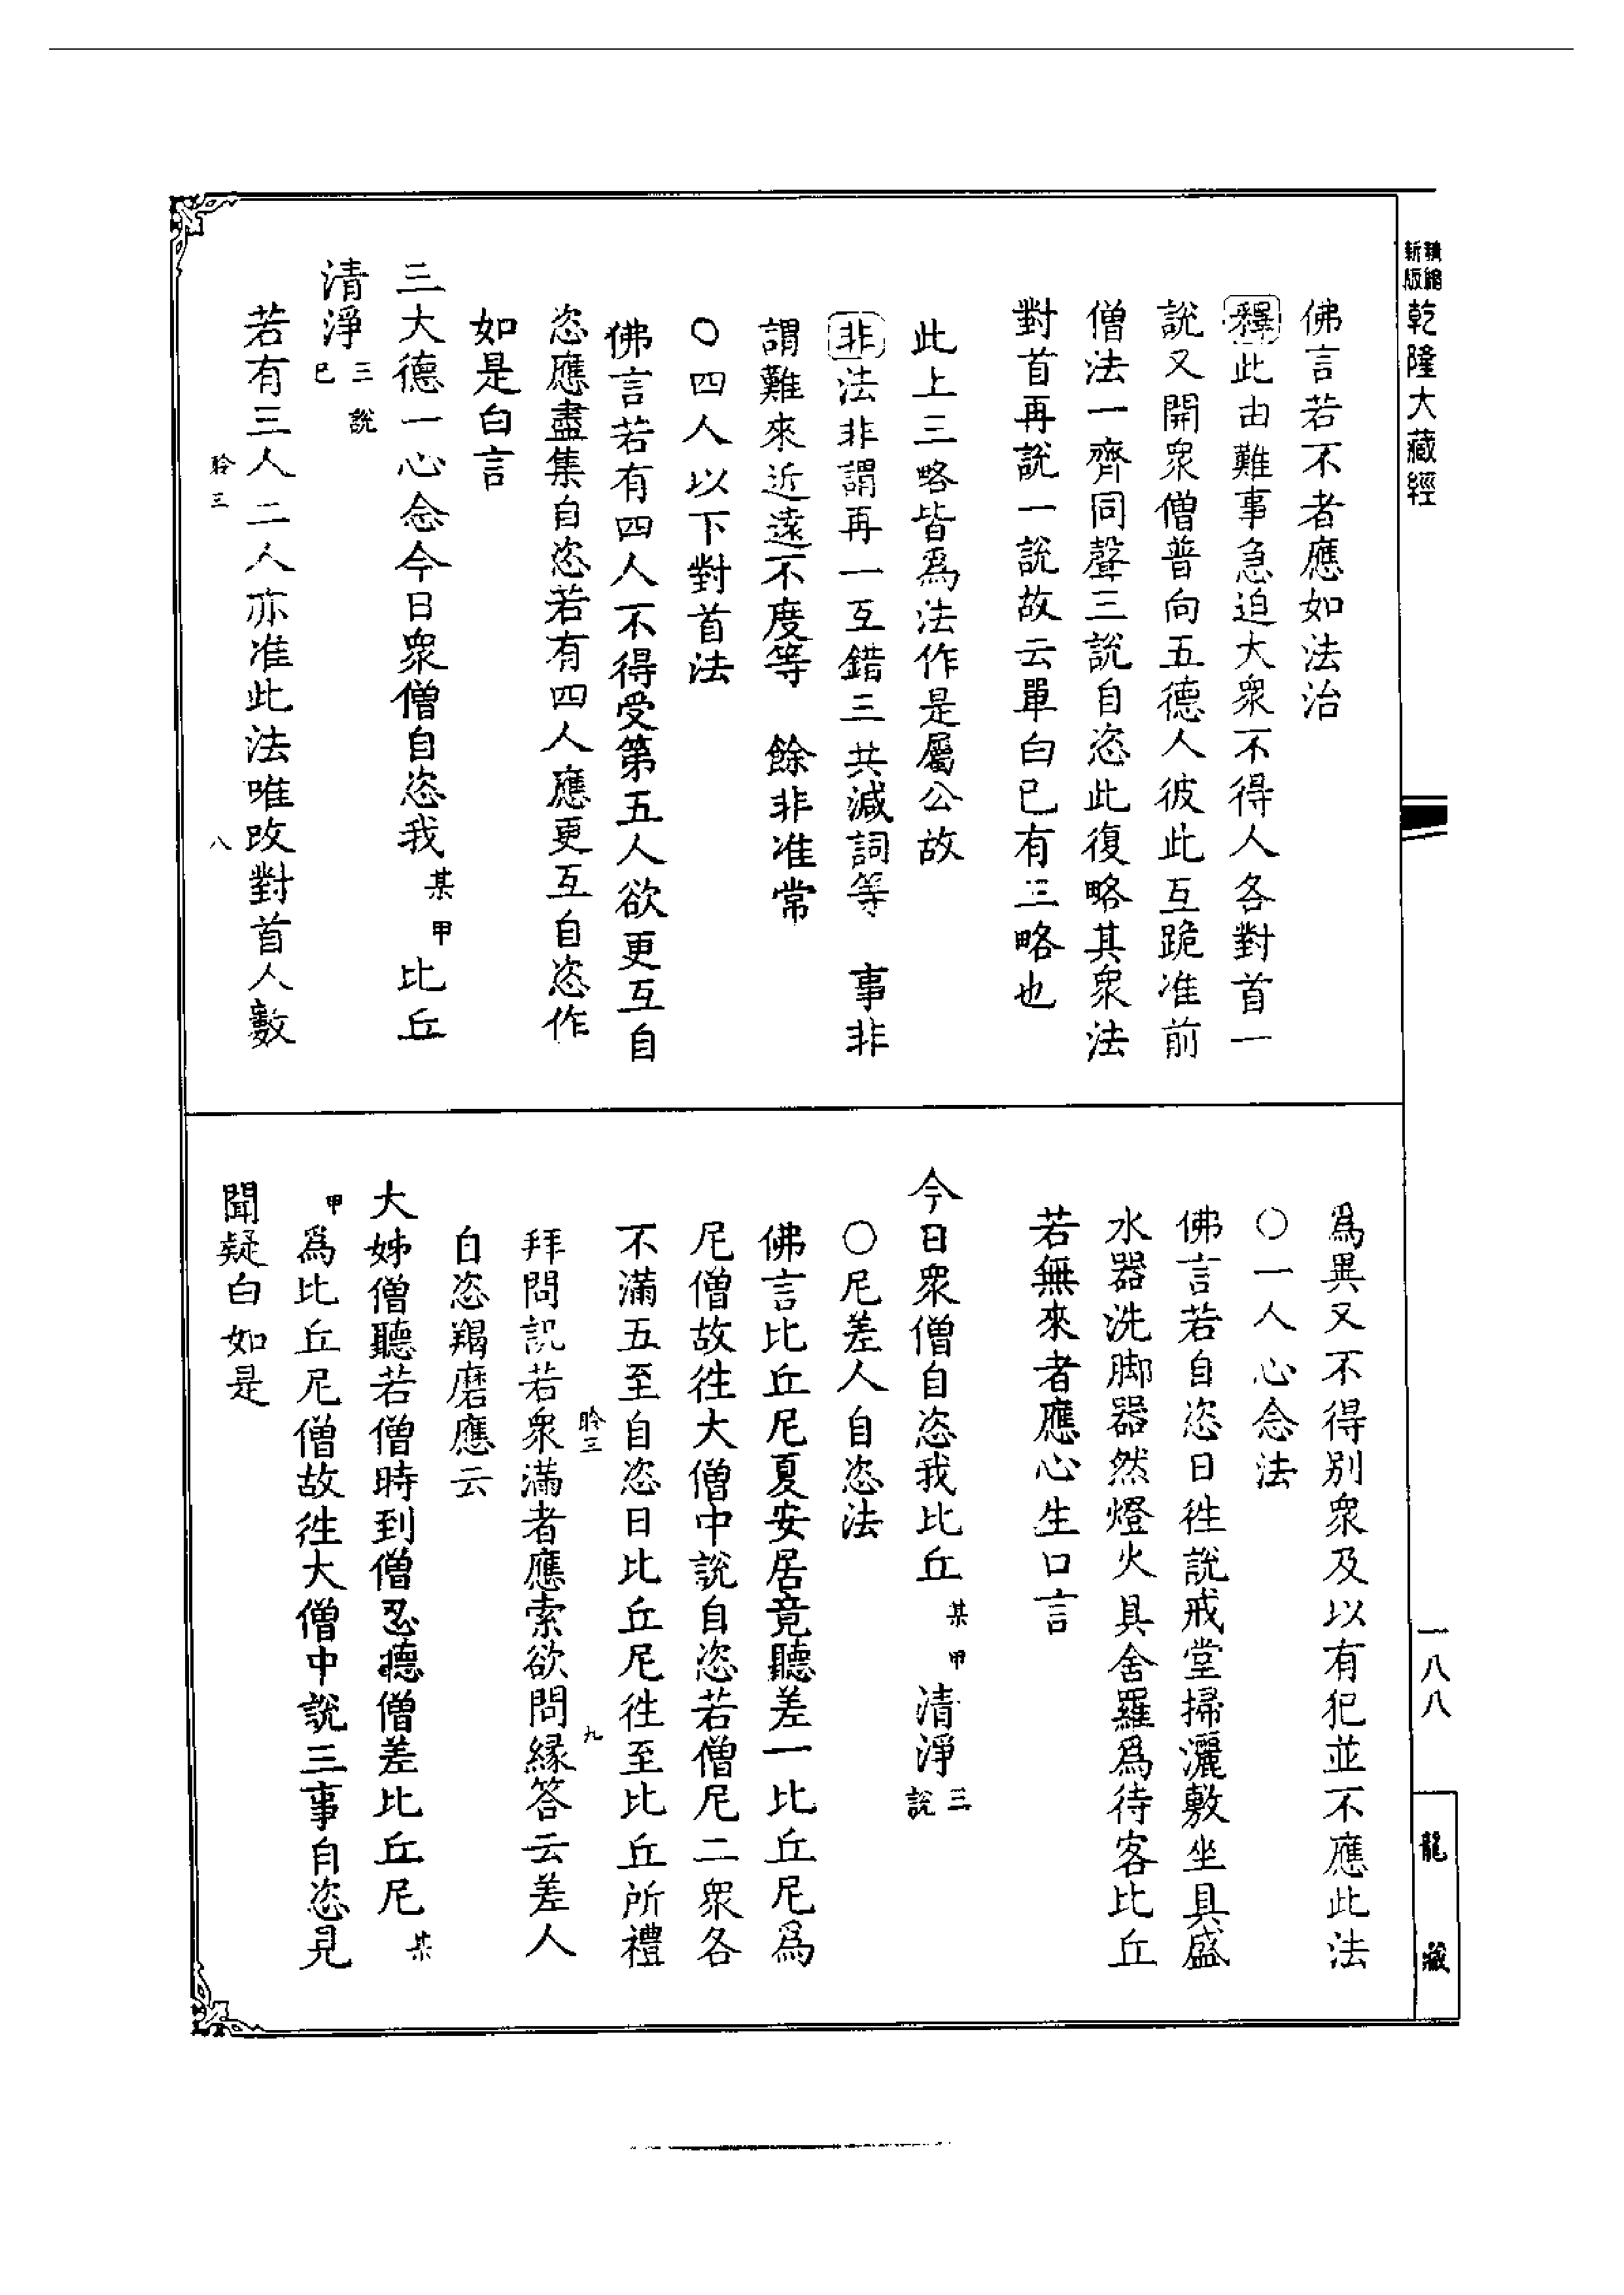 精縮
新版
乾隆大藏經
佛言若不者應如法治
釋此由難事急迫大衆不得人各對首一
說又開衆僧普向五德人彼此互跪准前
僧法一齊同聲三說自恣此復略其衆法
對首再說一說故云單白已有三略也
此上三略皆爲法作是屬公故
非法非謂再一互錯三共減詞等 事非
謂難來近遠不度等 餘非准常
○四人以下對首法
佛言若有四人不得受第五人欲更互自
恣應盡集自恣若有四人應更互自恣作
如是白言
三大德一心念今日衆僧自恣我某甲比丘
清淨三說已
若有三人二人亦准此法唯改對首人數
聆三 八
爲異又不得別衆及以有犯並不應此法
○一人心念法
佛言若自恣日徃說戒堂掃灑敷坐具盛
水器洗脚器然燈火具舍羅爲待客比丘
若無來者應心生口言
今日衆僧自恣我比丘某甲清淨三說
○尼差人自恣法
佛言比丘尼夏安居竟聽差一比丘尼爲
尼僧故徃大僧中說自恣若僧尼二衆各
不滿五至自恣日比丘尼徃至比丘所禮
聆三 九
拜問訊若衆滿者應索欲問緣答云差人
自恣羯磨應云
大姊僧聽若僧時到僧忍聽僧差比丘尼某
甲爲比丘尼僧故徃大僧中說三事自恣見
聞疑白如是
一八八
龍藏